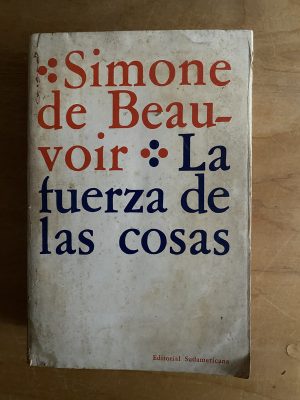 Simone
de Beau-
voir La
fuerza de
las cosas
Editorial Sudamericana